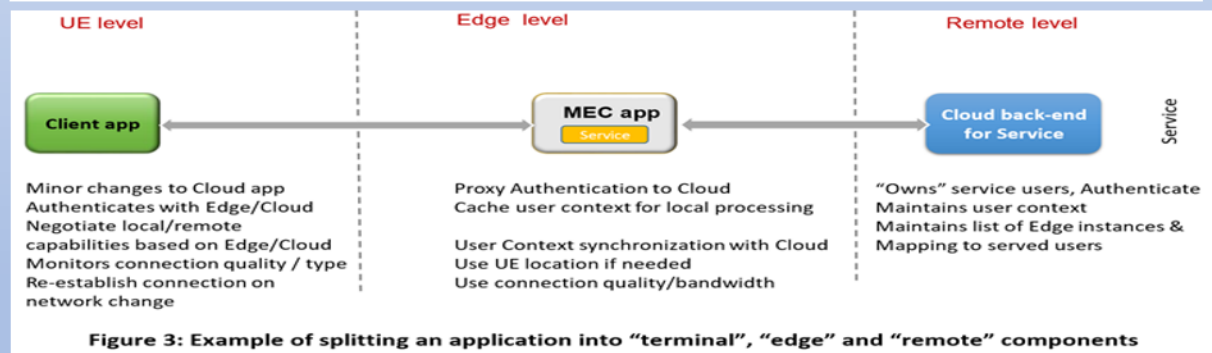 UE level
Edge level
Remote level
Client app
MEC app
Service
Cloud back-end
for Service
Service
Minor changes to Cloud app
Authenticates with Edge/Cloud
Negotiate local/remote
capabilities based on Edge/Cloud
Monitors connection quality / type
Re-establish connection on
network change
Proxy Authentication to Cloud
Cache user context for local processing
User Context synchronization with Cloud
Use UE location if needed
Use connection quality/bandwidth
“Owns” service users, Authenticate
Maintains user context
Maintains list of Edge instances &
Mapping to served users
Figure 3: Example of splitting an application into “terminal”, “edge” and “remote” components